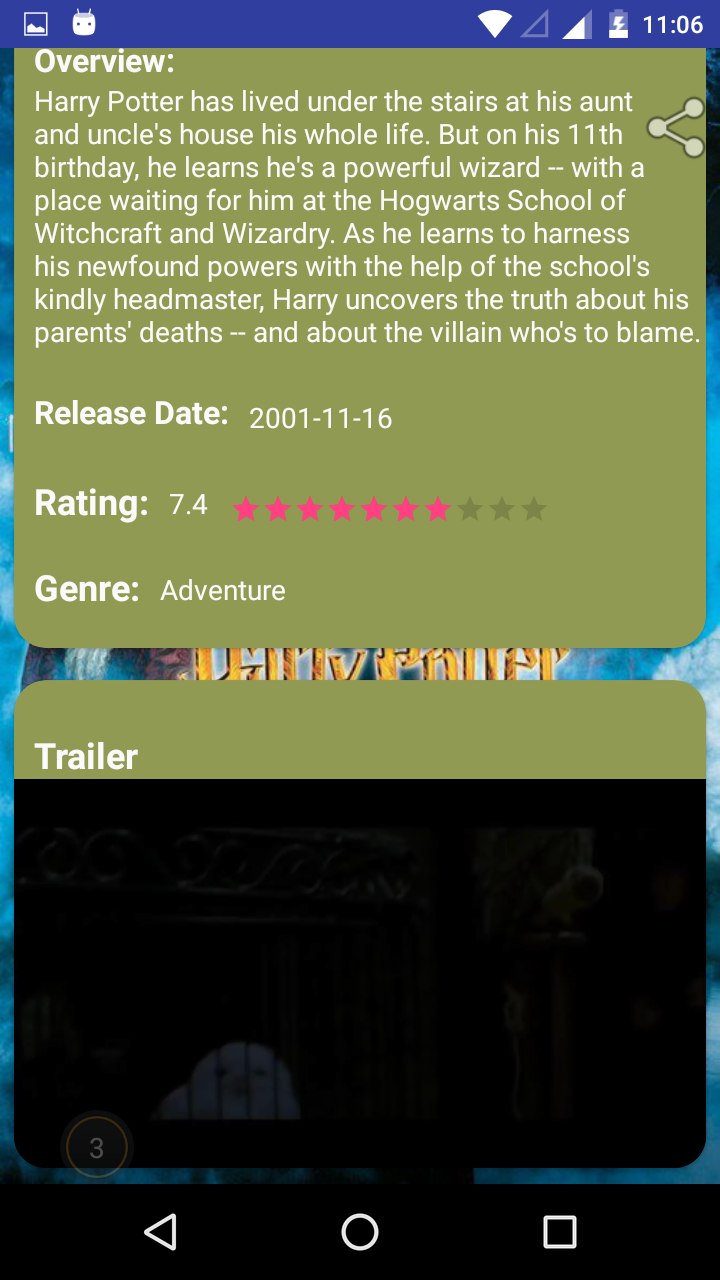 11:06
Overview:
Harry Potter has lived under the stairs at his aunt
and uncle's house his whole life. But on his 11th
birthday, he learns he's a powerful wizard -- with a
place waiting for him at the Hogwarts School of
Witchcraft and Wizardry. As he learns to harness
his newfound powers with the help of the school's
kindly headmaster, Harry uncovers the truth about his
parents' deaths -- and about the villain who's to blame.
Release Date: 2001-11-16
Rating: 7.4
Genre: Adventure
Harry Potter
Trailer
3